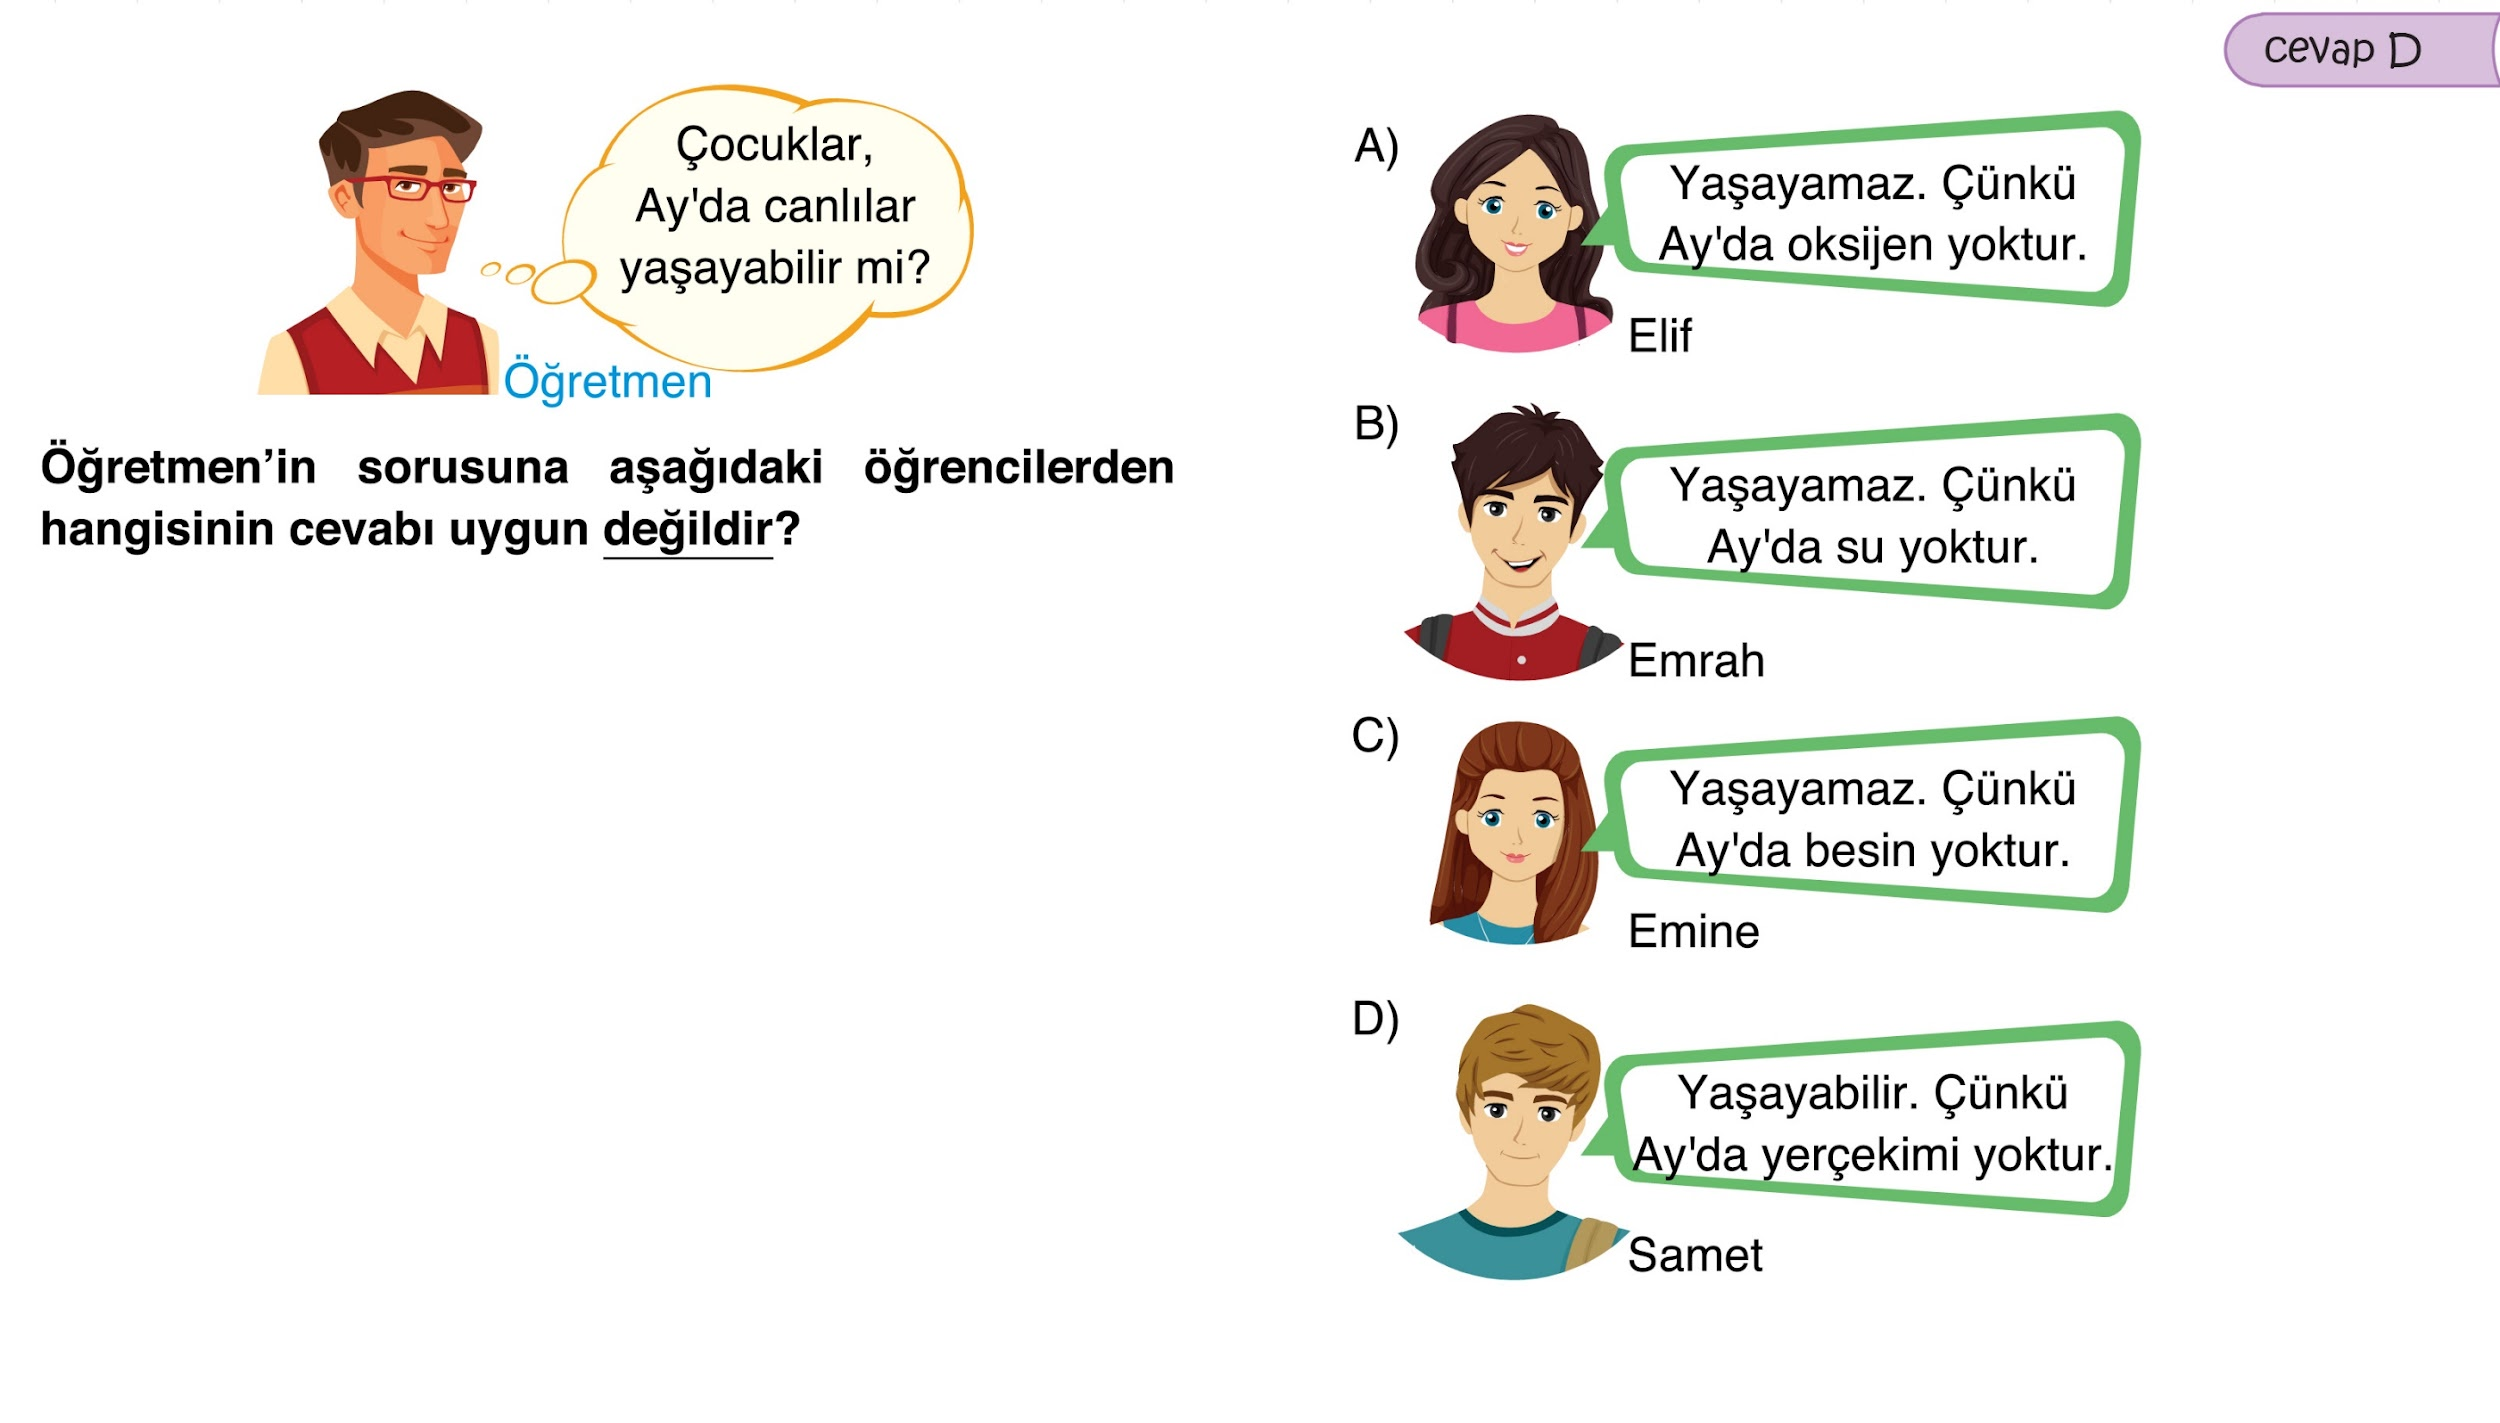 cevap D
Çocuklar,
Ay'da canlılar
yaşayabilir mi?
Öğretmen
Öğretmen’in sorusuna aşağıdaki öğrencilerden
hangisinin cevabı uygun değildir?
A)
Yaşayamaz. Çünkü
Ay'da oksijen yoktur.
Elif
B)
Yaşayamaz. Çünkü
Ay'da su yoktur.
Emrah
C)
Yaşayamaz. Çünkü
Ay'da besin yoktur.
Emine
D)
Yaşayabilir. Çünkü
Ay'da yerçekimi yoktur.
Samet